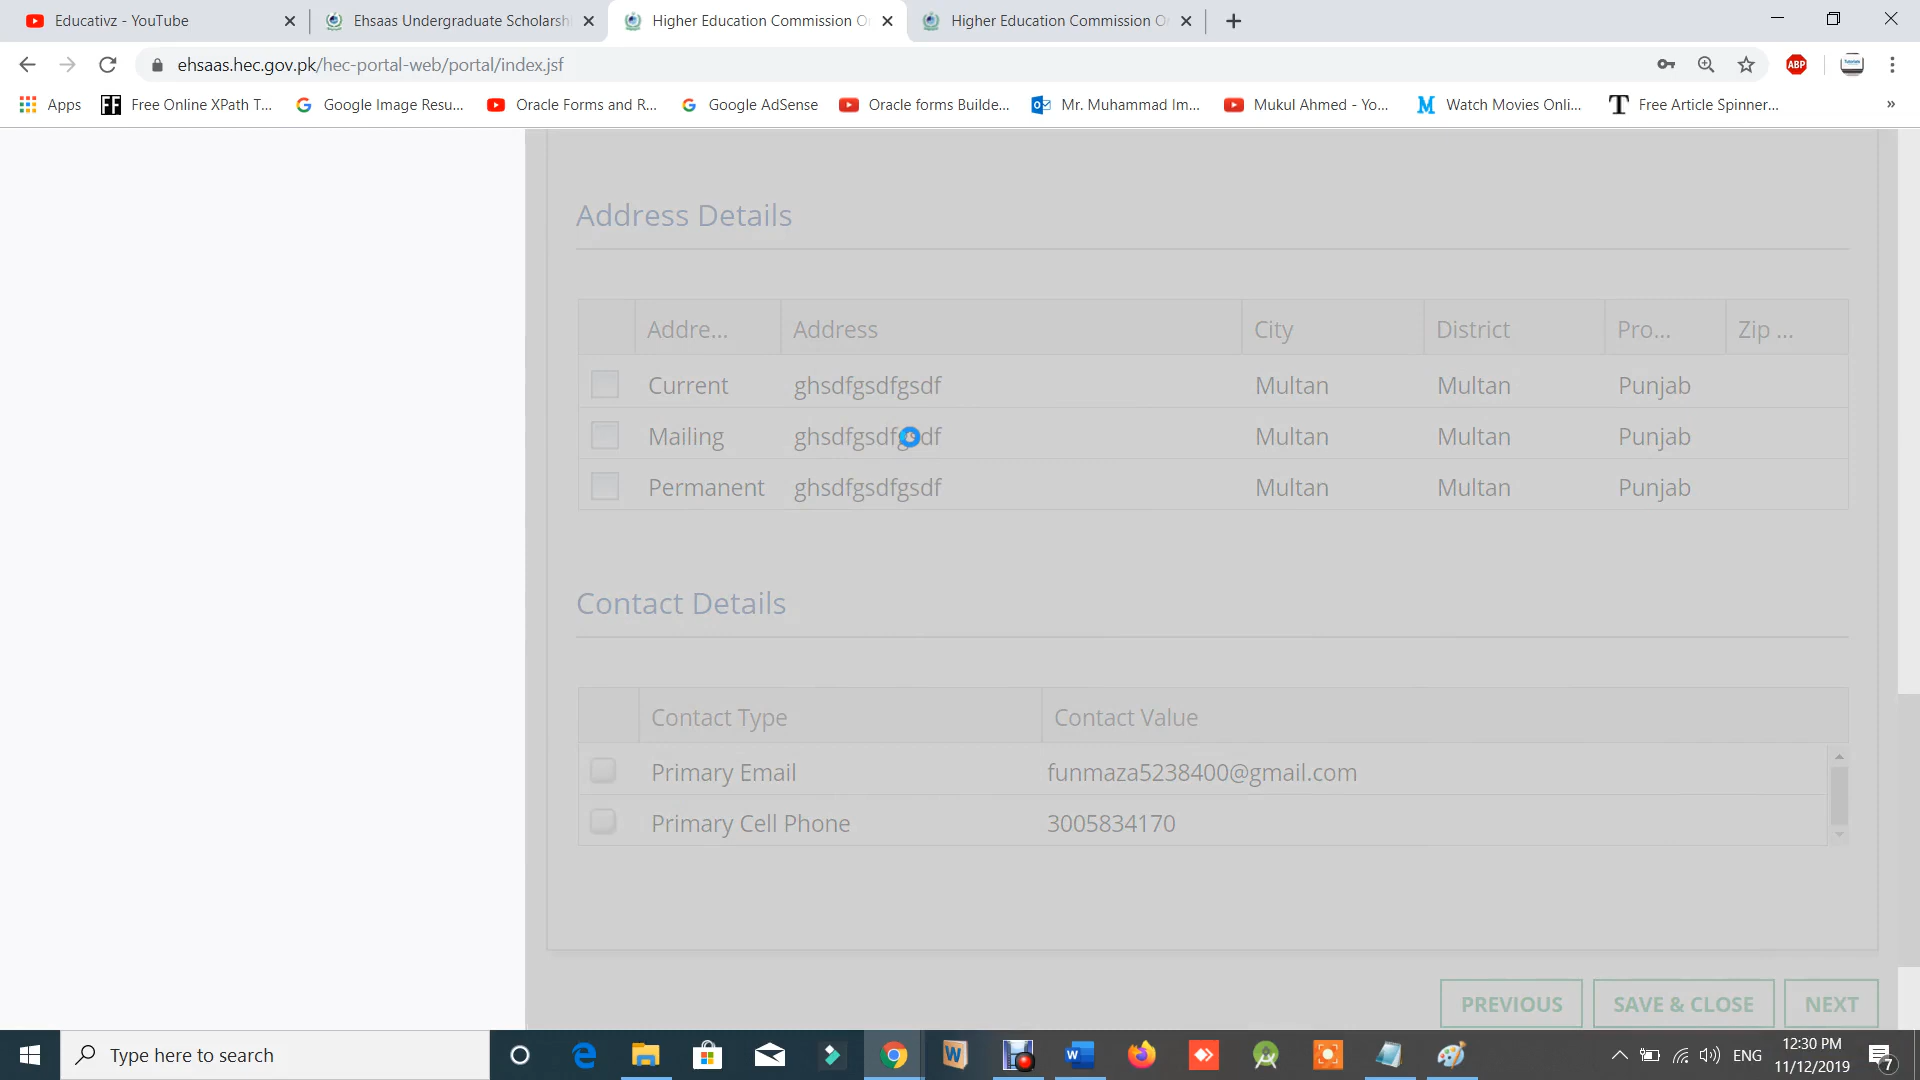 Educativz - YouTube
Ehsaas Undergraduate Scholarsh
Higher Education Commission O
Higher Education Commission O
ehsaas.hec.gov.pk/hec-portal-web/portal/index.jsf
ABP
Apps
Free Online XPath T...
Google Image Resu...
Oracle Forms and R...
Google AdSense
Oracle forms Builde...
Mr. Muhammad Im...
Mukul Ahmed - Yo...
Watch Movies Onli...
Free Article Spinner...
Address Details
Addre... Address City District Pro... Zip ...
Current ghsdfgsdfgsdf Multan Multan Punjab
Mailing ghsdfgsdfgsdf Multan Multan Punjab
Permanent ghsdfgsdfgsdf Multan Multan Punjab
Contact Details
Contact Type Contact Value
Primary Email funmaza5238400@gmail.com
Primary Cell Phone 3005834170
PREVIOUS SAVE & CLOSE NEXT
Type here to search
ENG
12:30 PM
11/12/2019
7